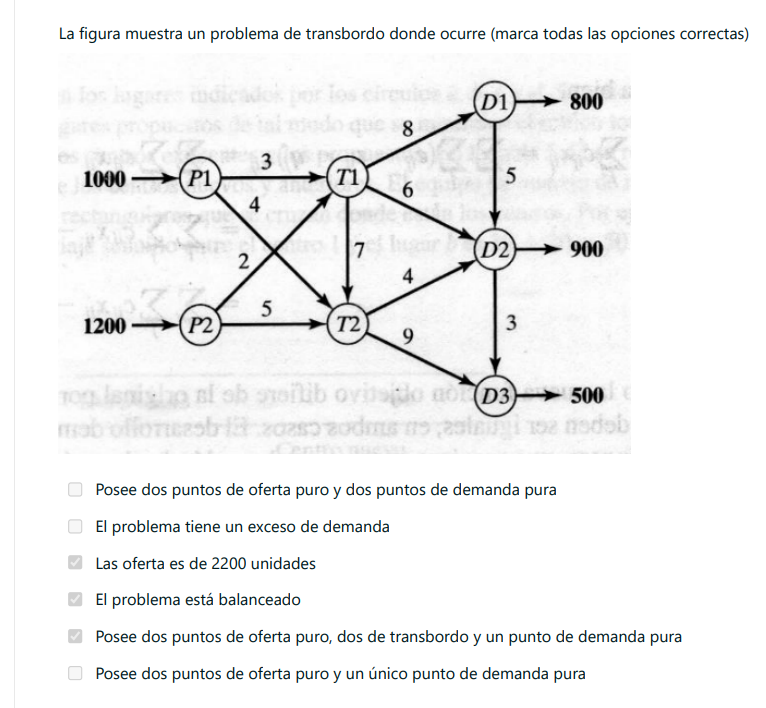 La figura muestra un problema de transbordo donde ocurre (marca todas las opciones correctas)
D1 800
8
1000 P1 3 T1 5
4 6
7 D2 900
2 4
1200 P2 5 T2 3
9
D3 500
Posee dos puntos de oferta puro y dos puntos de demanda pura
El problema tiene un exceso de demanda
Las oferta es de 2200 unidades
El problema está balanceado
Posee dos puntos de oferta puro, dos de transbordo y un punto de demanda pura
Posee dos puntos de oferta puro y un único punto de demanda pura